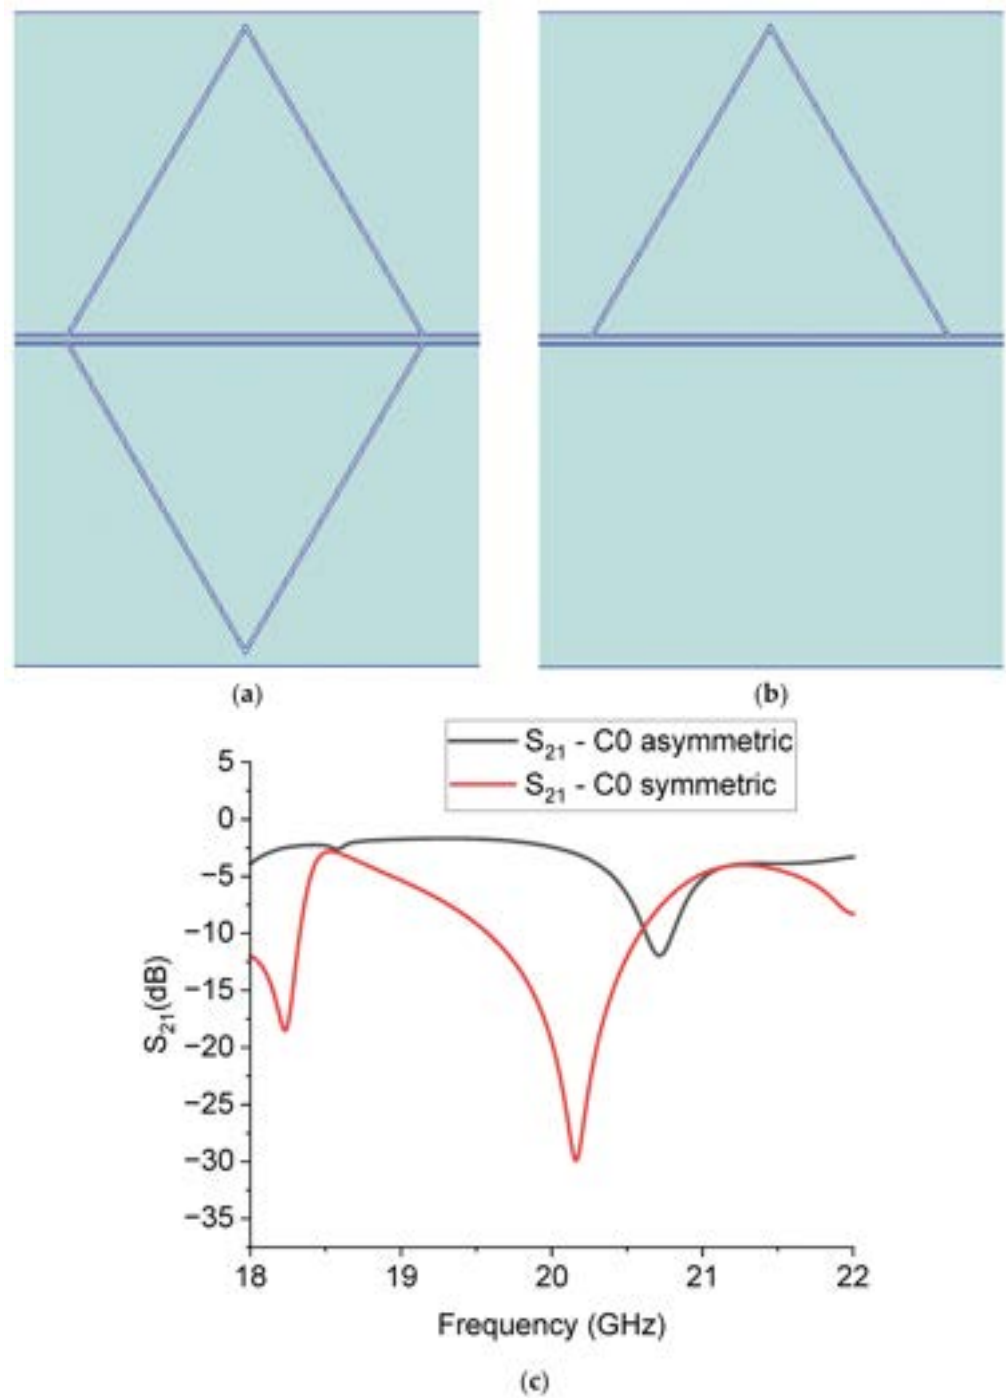 (a)
(b)
S21 - C0 asymmetric
S21 - C0 symmetric
5
0
−5
−10
−15
−20
−25
−30
−35
S21(dB)
18
19
20
21
22
Frequency (GHz)
(c)